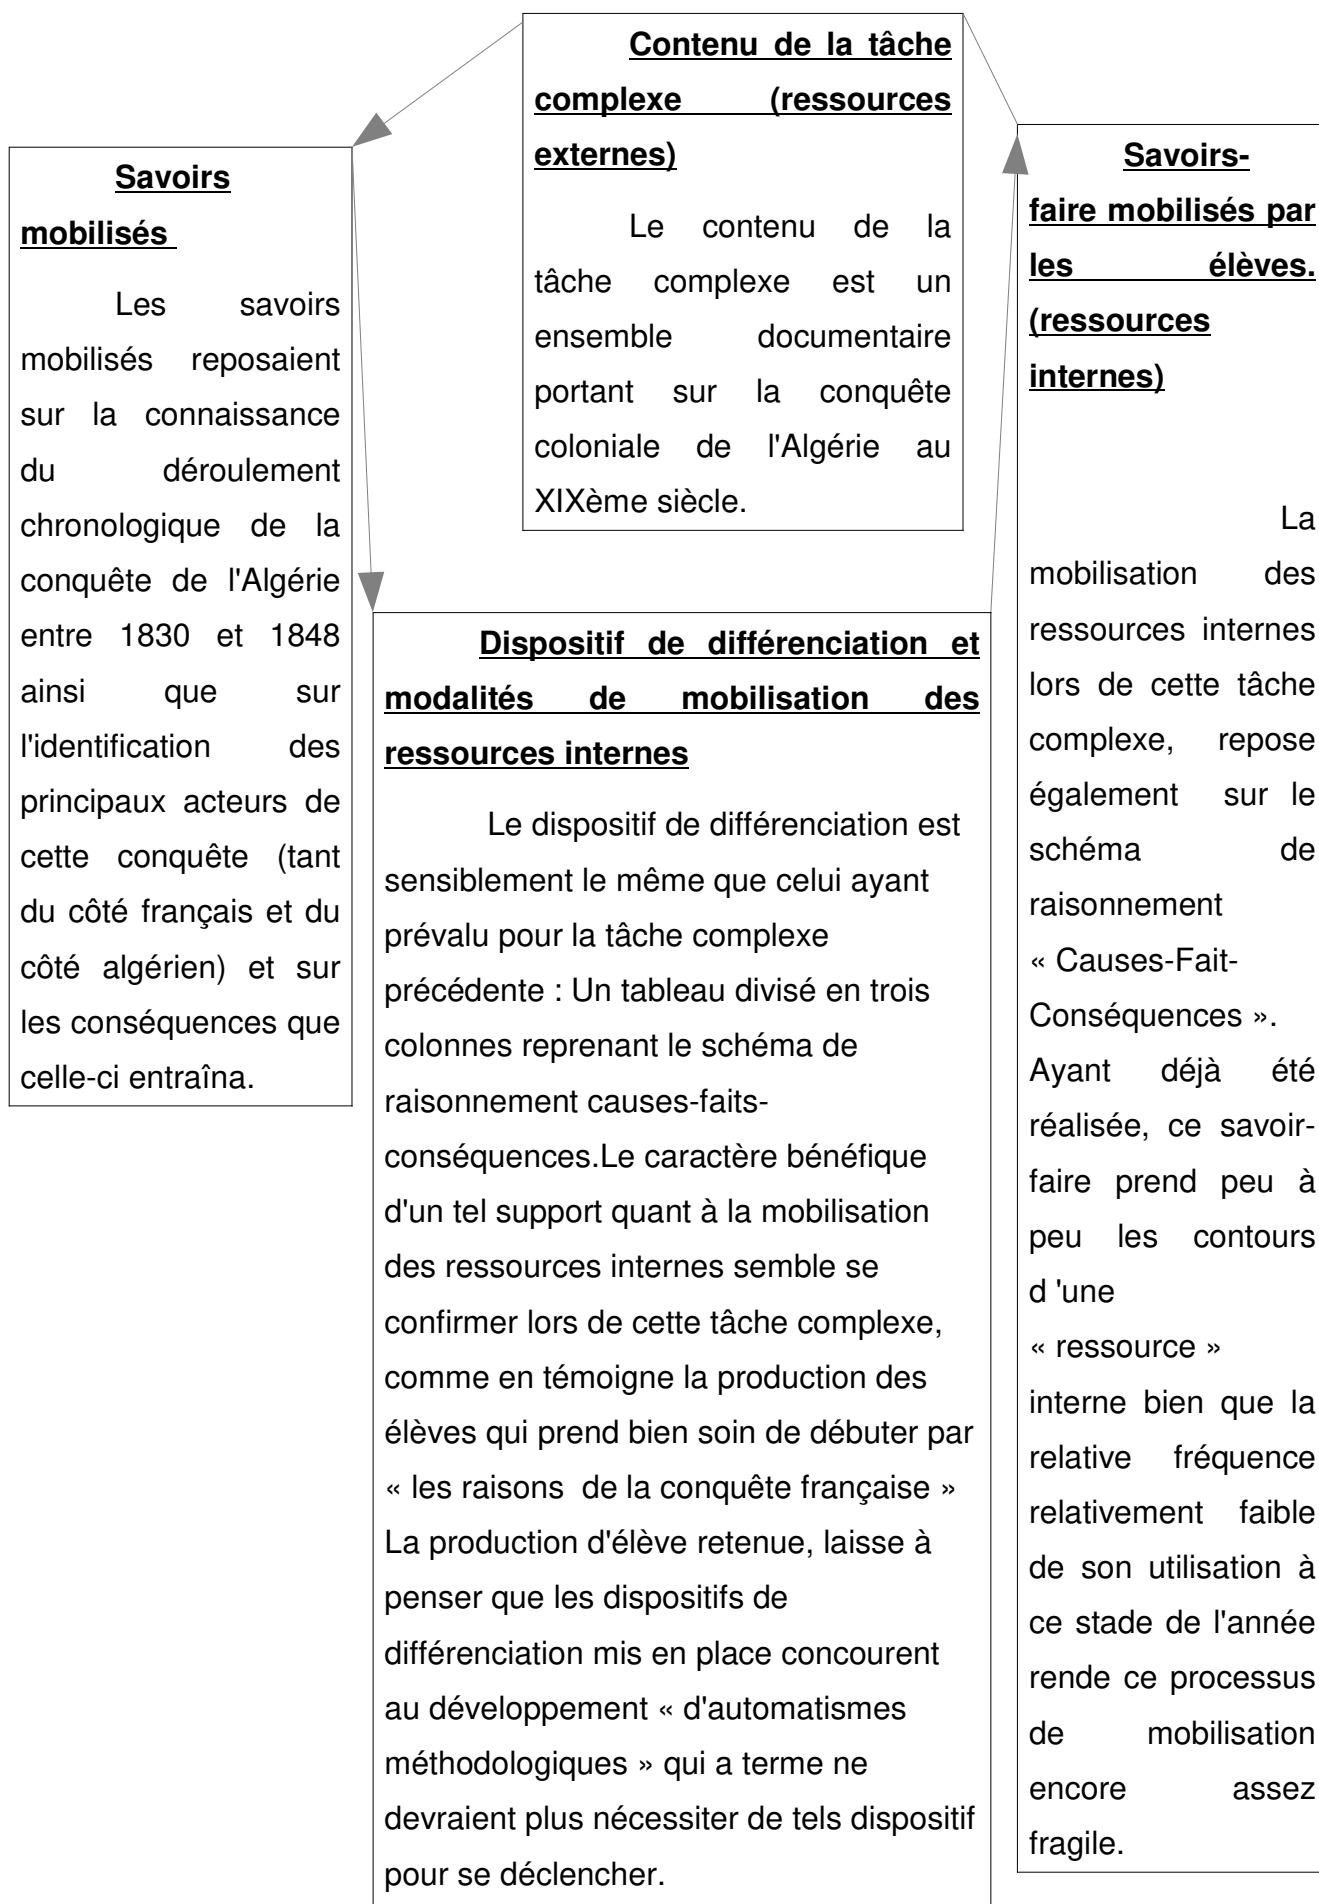 Contenu de la tâche
complexe (ressources
externes)
Le contenu de la
tâche complexe est un
ensemble documentaire
portant sur la conquête
coloniale de l'Algérie au
XIXème siècle.
Savoirs
mobilisés
Les savoirs
mobilisés reposaient
sur la connaissance
du déroulement
chronologique de la
conquête de l'Algérie
entre 1830 et 1848
ainsi que sur
l'identification des
principaux acteurs de
cette conquête (tant
du côté français et du
côté algérien) et sur
les conséquences que
celle-ci entraîna.
Dispositif de différenciation et
modalités de mobilisation des
ressources internes
Le dispositif de différenciation est
sensiblement le même que celui ayant
prévalu pour la tâche complexe
précédente : Un tableau divisé en trois
colonnes reprenant le schéma de
raisonnement causes-faits-
conséquences.Le caractère bénéfique
d'un tel support quant à la mobilisation
des ressources internes semble se
confirmer lors de cette tâche complexe,
comme en témoigne la production des
élèves qui prend bien soin de débuter par
« les raisons  de la conquête française »
La production d'élève retenue, laisse à
penser que les dispositifs de
différenciation mis en place concourent
au développement « d'automatismes
méthodologiques » qui a terme ne
devraient plus nécessiter de tels dispositif
pour se déclencher.
Savoirs-
faire mobilisés par
les élèves.
(ressources
internes)
La
mobilisation des
ressources internes
lors de cette tâche
complexe, repose
également sur le
schéma de
raisonnement
« Causes-Fait-
Conséquences ».
Ayant déjà été
réalisée, ce savoir-
faire prend peu à
peu les contours
d 'une
« ressource »
interne bien que la
relative fréquence
relativement faible
de son utilisation à
ce stade de l'année
rende ce processus
de mobilisation
encore assez
fragile.